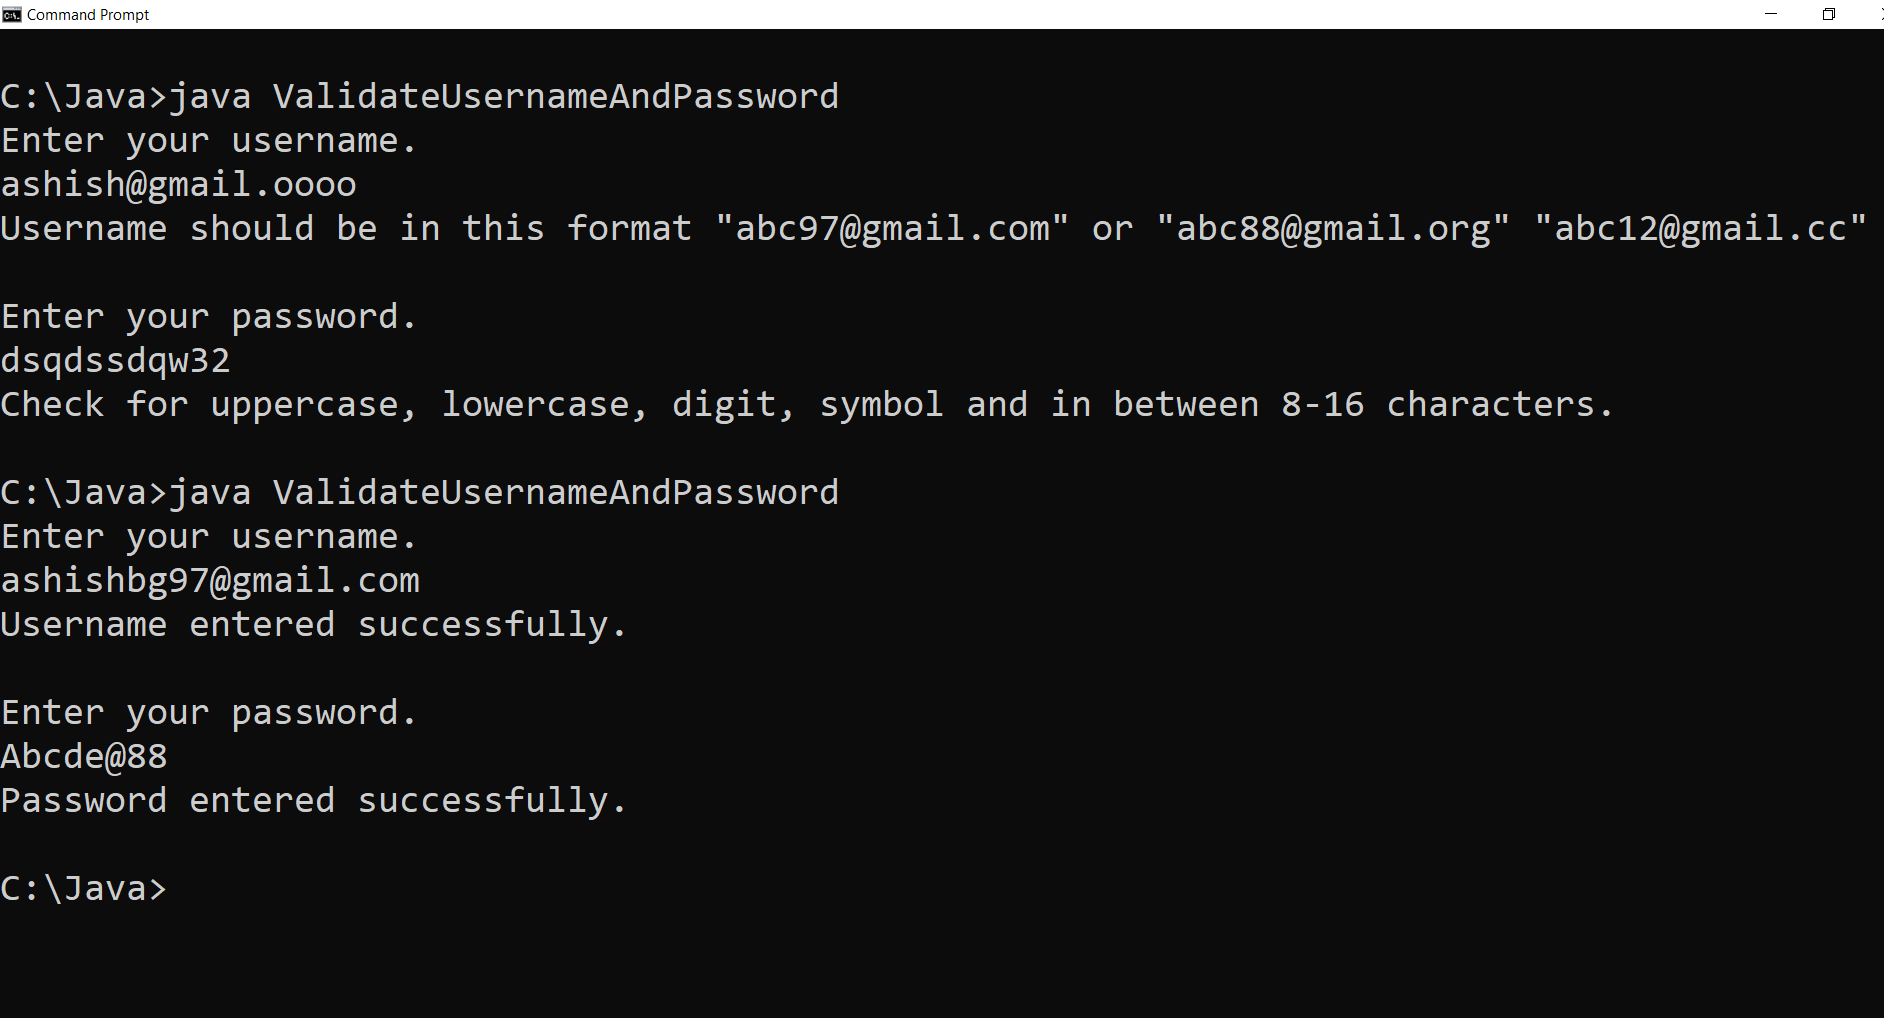 Command Prompt
C:\Java>java ValidateUsernameAndPassword
Enter your username.
ashish@gmail.oooo
Username should be in this format "abc97@gmail.com" or "abc88@gmail.org" "abc12@gmail.cc"
Enter your password.
dsqdssdqw32
Check for uppercase, lowercase, digit, symbol and in between 8-16 characters.
C:\Java>java ValidateUsernameAndPassword
Enter your username.
ashishbg97@gmail.com
Username entered successfully.
Enter your password.
Abcde@88
Password entered successfully.
C:\Java>